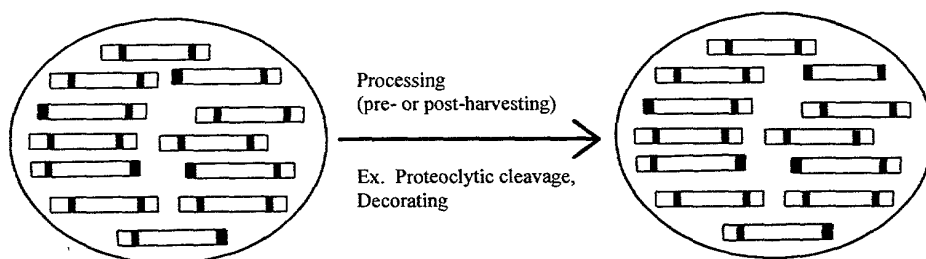 Processing
(pre- or post-harvesting)
Ex. Proteoclytic cleavage,
Decorating